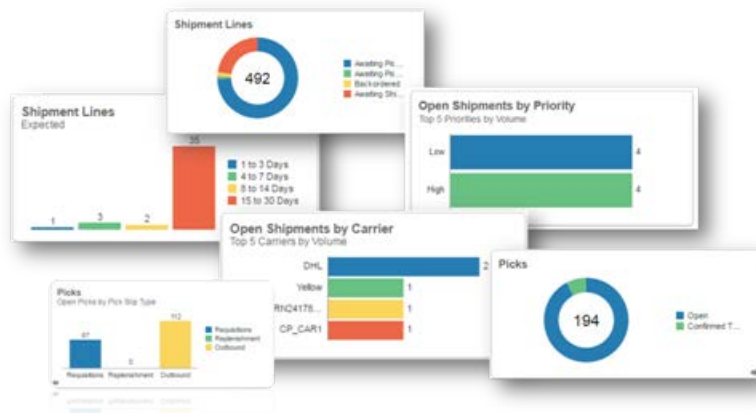 Shipment Lines
492
Awaiting Pic ...
Awaiting Pic ...
Backordered
Awaiting Shi ...
Shipment Lines
Expected
35
1
3
2
1 to 3 Days
4 to 7 Days
8 to 14 Days
15 to 30 Days
Open Shipments by Priority
Top 5 Priorities by Volume
Low
4
High
4
Open Shipments by Carrier
Top 5 Carriers by Volume
DHL
2
Yellow
1
RN24178...
1
CP_CAR1
1
Picks
194
Open
Confirmed T...
Picks
Open Picks by Pick Slip Type
112
0
Requisitions
Replenishment
Outbound
Requisitions Replenishment Outbound